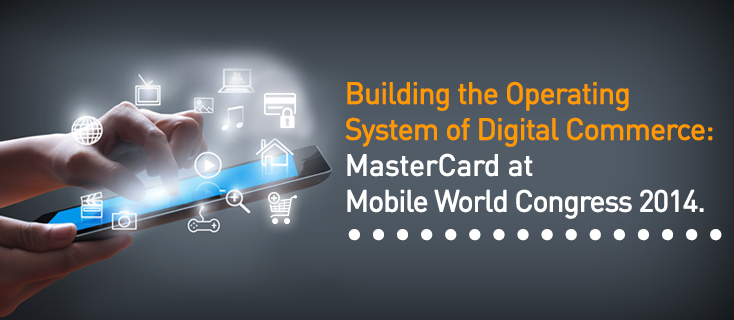 Building the Operating
System of Digital Commerce:
MasterCard at
Mobile World Congress 2014.